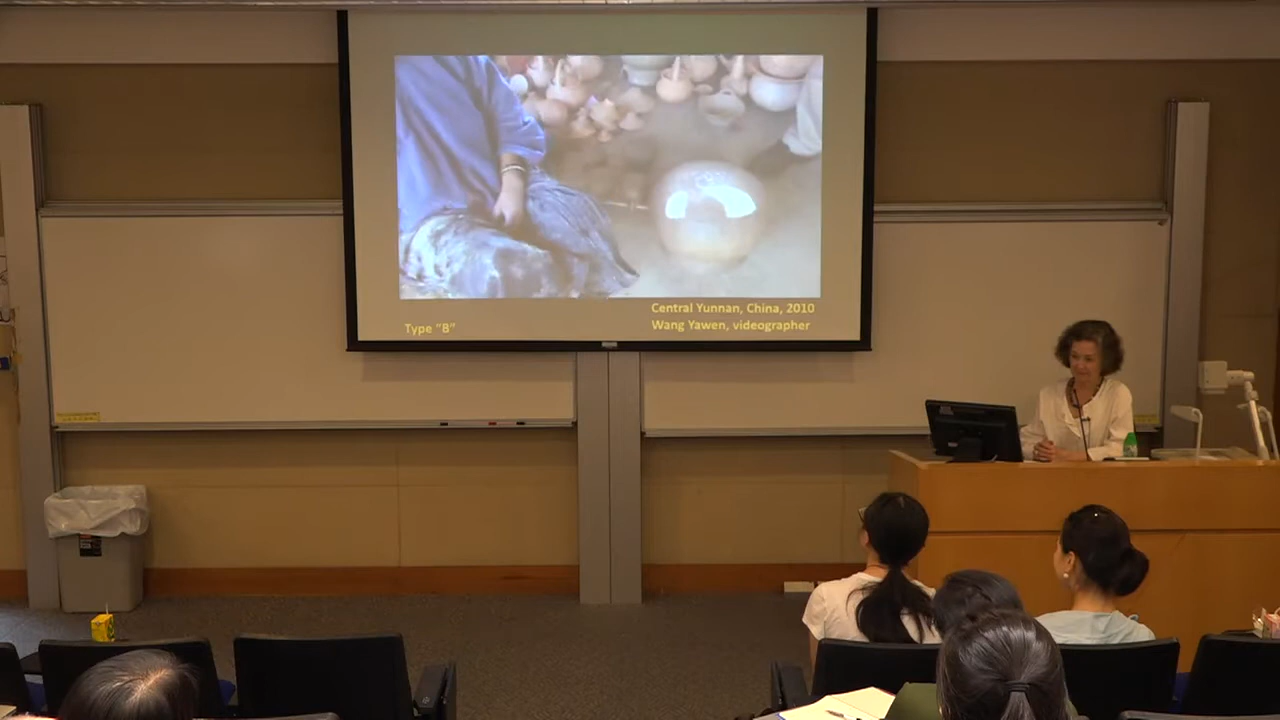 Type "B"
Central Yunnan, China, 2010
Wang Yawen, videographer